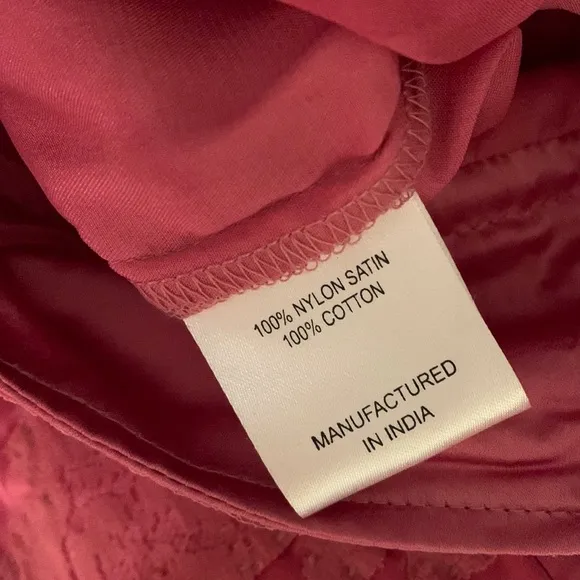 100% NYLON SATIN
100% COTTON
MANUFACTURED
IN INDIA